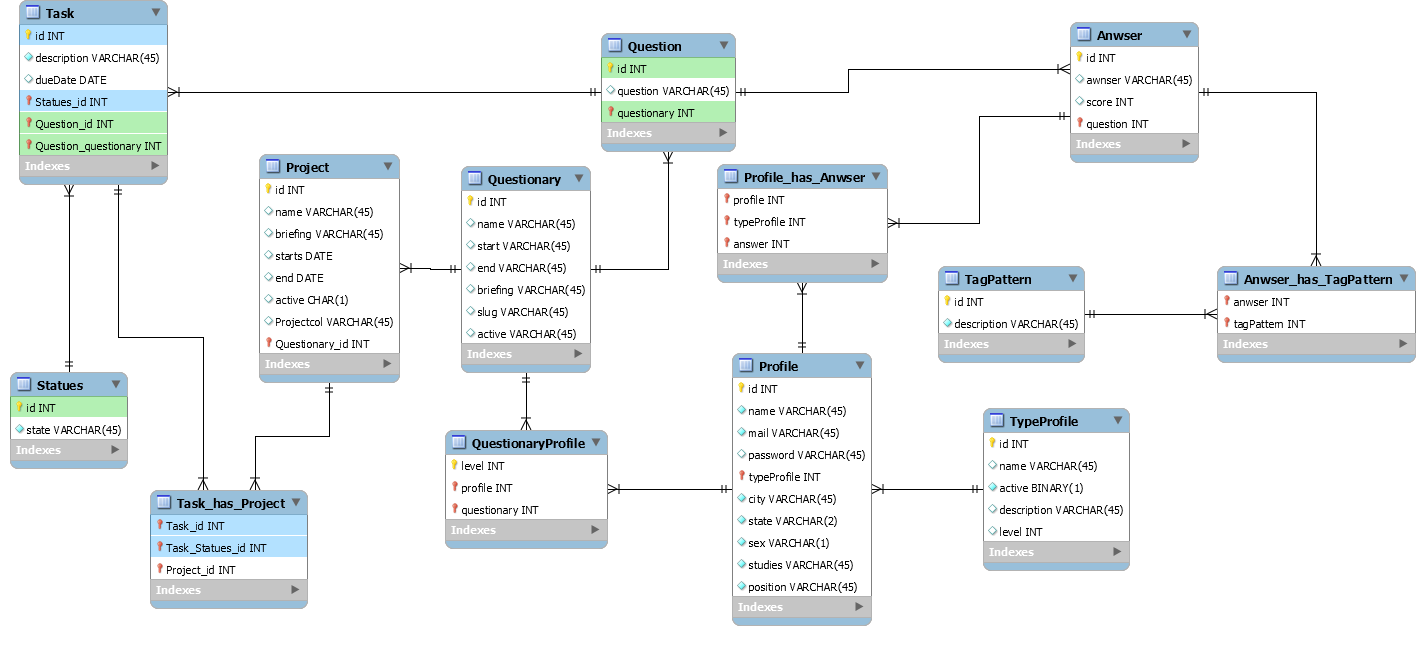 Task
id INT
description VARCHAR(45)
dueDate DATE
Statues_id INT
Question_id INT
Question_questionary INT
Indexes
Question
id INT
question VARCHAR(45)
questionary INT
Indexes
Anwser
id INT
awnser VARCHAR(45)
score INT
question INT
Indexes
Project
id INT
name VARCHAR(45)
briefing VARCHAR(45)
starts DATE
end DATE
active CHAR(1)
Projectcol VARCHAR(45)
Questionary_id INT
Indexes
Questionary
id INT
name VARCHAR(45)
start VARCHAR(45)
end VARCHAR(45)
briefing VARCHAR(45)
slug VARCHAR(45)
active VARCHAR(45)
Indexes
Profile_has_Anwser
profile INT
typeProfile INT
answer INT
Indexes
TagPattern
id INT
description VARCHAR(45)
Indexes
Anwser_has_TagPattern
anwser INT
tagPattern INT
Indexes
Statues
id INT
state VARCHAR(45)
Indexes
QuestionaryProfile
level INT
profile INT
questionary INT
Indexes
Profile
id INT
name VARCHAR(45)
mail VARCHAR(45)
password VARCHAR(45)
typeProfile INT
city VARCHAR(45)
state VARCHAR(2)
sex VARCHAR(1)
studies VARCHAR(45)
position VARCHAR(45)
Indexes
TypeProfile
id INT
name VARCHAR(45)
active BINARY(1)
description VARCHAR(45)
level INT
Indexes
Task_has_Project
Task_id INT
Task_Statues_id INT
Project_id INT
Indexes